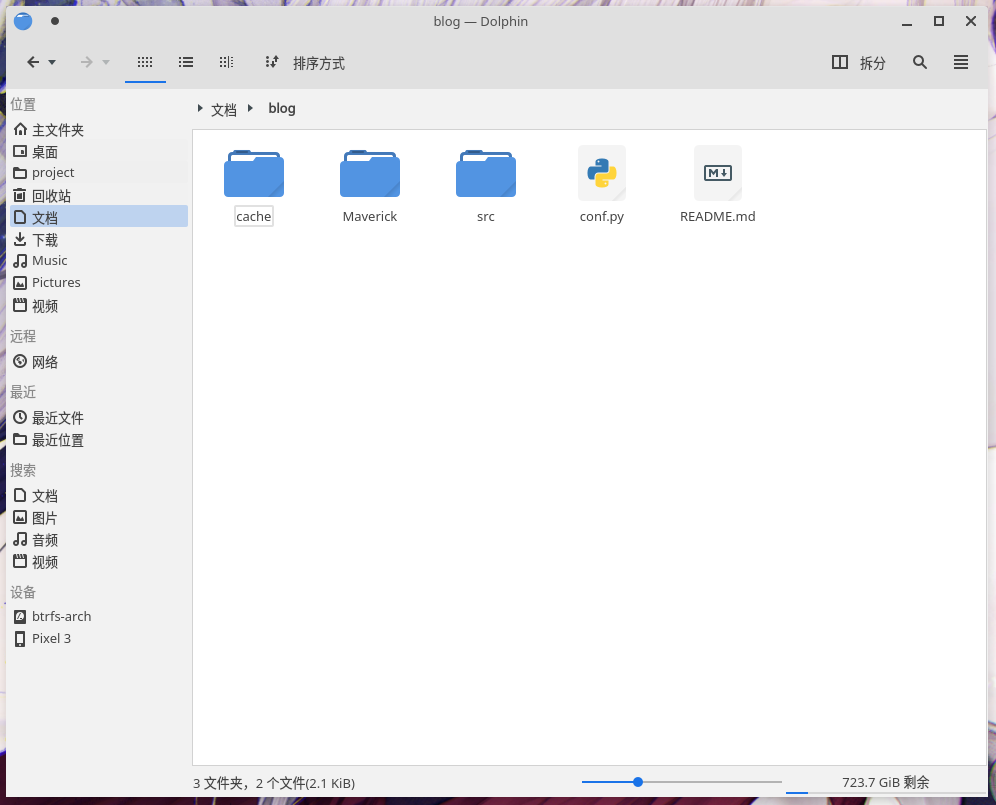 blog — Dolphin
排序方式
拆分
位置
主文件夹
桌面
project
回收站
文档
下载
Music
Pictures
视频
远程
网络
最近
最近文件
最近位置
搜索
文档
图片
音频
视频
设备
btrfs-arch
Pixel 3
文档 blog
cache Maverick src conf.py README.md
3 文件夹，2 个文件(2.1 KiB)
723.7 GiB 剩余